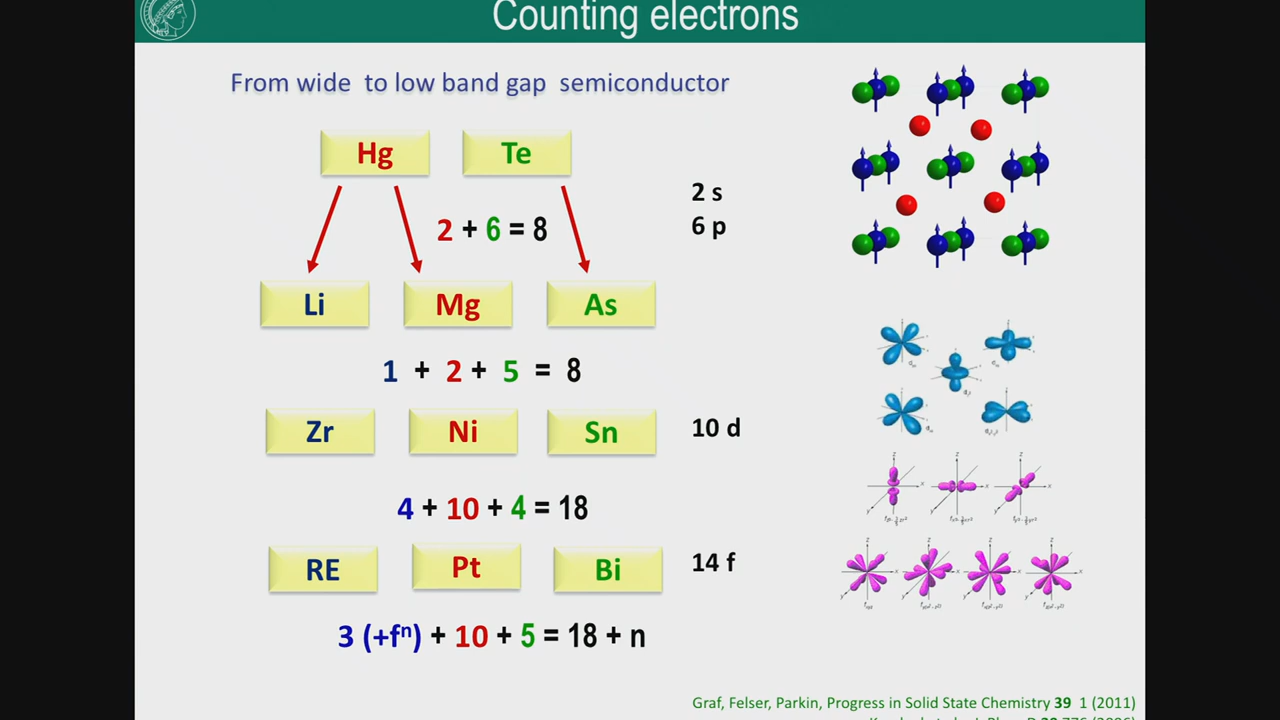 Counting electrons
From wide to low band gap semiconductor
Hg Te
2 s
2 + 6 = 8
6 p
Li Mg As
1 + 2 + 5 = 8
Zr Ni Sn
10 d
4 + 10 + 4 = 18
RE Pt Bi
14 f
3 (+fⁿ) + 10 + 5 = 18 + n
Graf, Felser, Parkin, Progress in Solid State Chemistry 39 1 (2011)